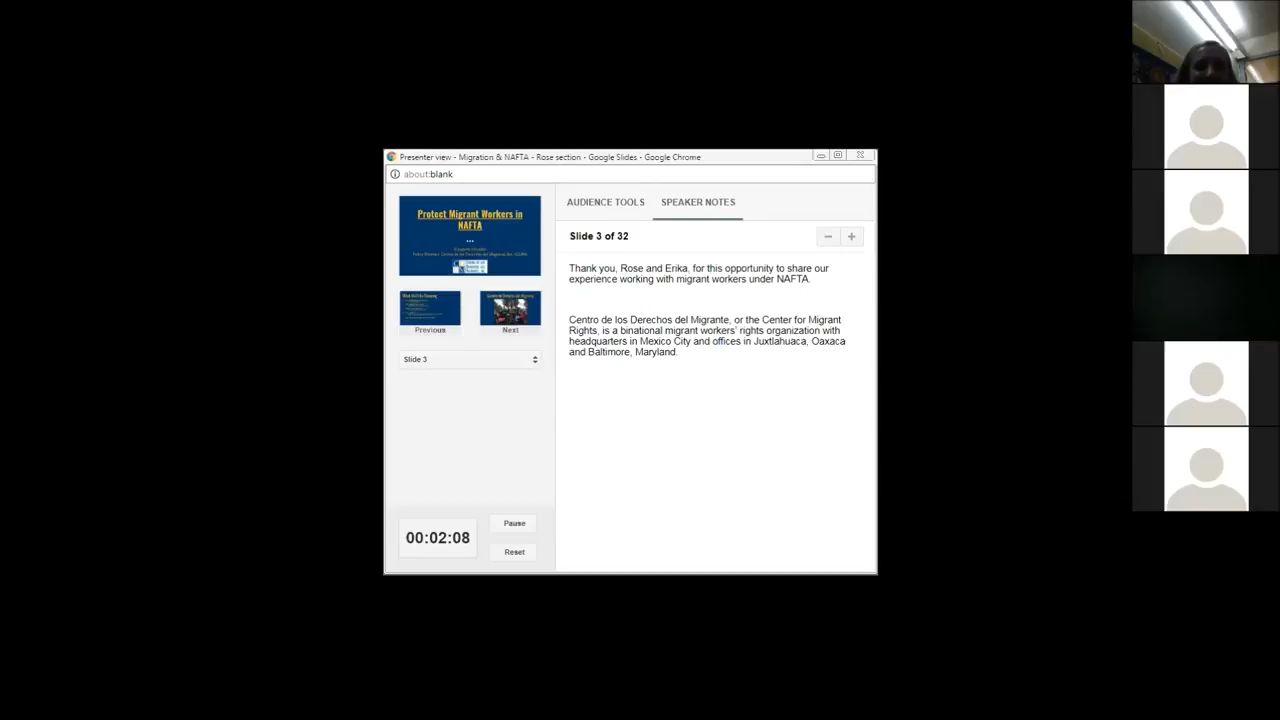 Presenter view - Migration & NAFTA - Rose section - Google Slides - Google Chrome
about:blank
Protect Migrant Workers in
NAFTA
Previous
Next
Slide 3
00:02:08
Pause
Reset
AUDIENCE TOOLS
SPEAKER NOTES
Slide 3 of 32
Thank you, Rose and Erika, for this opportunity to share our
experience working with migrant workers under NAFTA.
Centro de los Derechos del Migrante, or the Center for Migrant
Rights, is a binational migrant workers' rights organization with
headquarters in Mexico City and offices in Juxtlahuaca, Oaxaca
and Baltimore, Maryland.